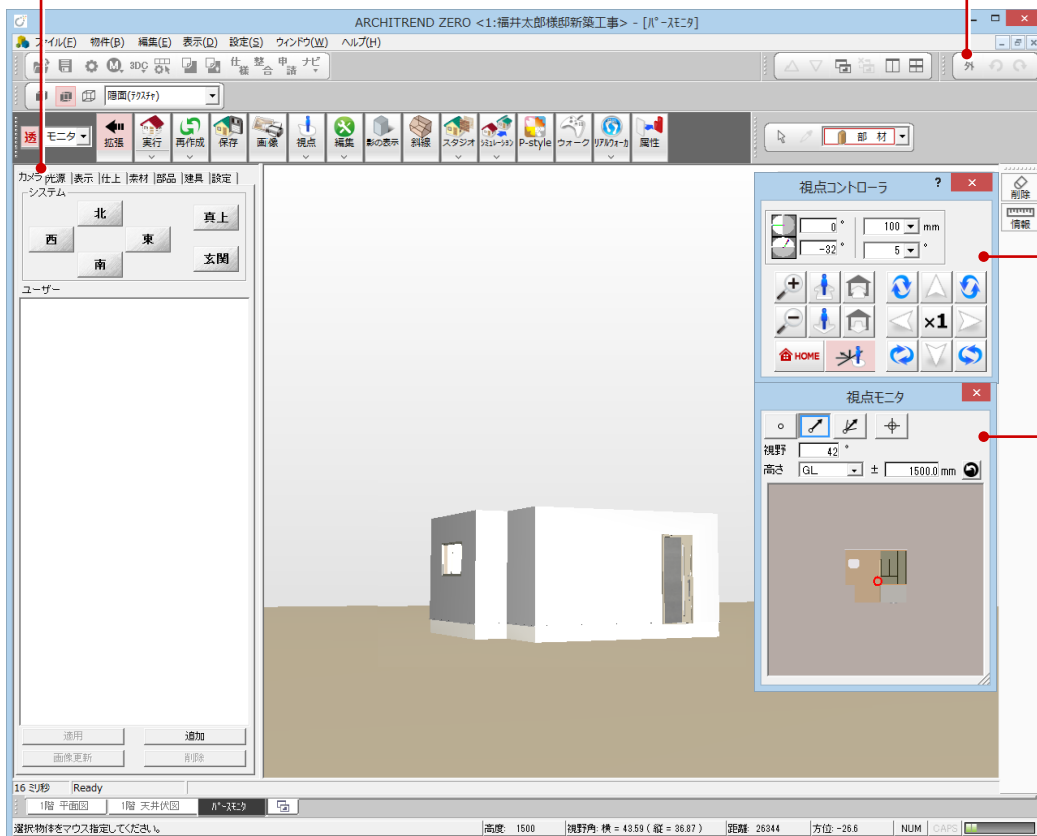 ARCHITREND ZERO <1:福井太郎様邸新築工事> - [ﾊﾟｰｽﾓﾆﾀ]
ファイル(F) 物件(B) 編集(E) 表示(D) 設定(S) ウィンドウ(W) ヘルプ(H)
3DC 仕様 整合 申請 ナビ 外
隠面(ﾃｸｽﾁｬ)
透 モニタ 拡張 実行 再作成 保存 画像 視点 編集 影の表示 斜線 スタジオ ｼﾐｭﾚｰｼｮﾝ P-style ウォーク ﾘｱﾙｳｫｰｶ 属性 部 材
カメラ 光源 表示 仕上 素材 部品 建具 設定
システム
北
真上
西
東
南
玄関
ユーザー
適用
追加
画像更新
削除
視点コントローラ ? ×
0 ° 100 mm
-32 ° 5 °
×1
HOME
視点モニタ ×
視野 42 °
高さ GL ± 1500.0 mm
削除
情報
16 ミリ秒 Ready
1階 平面図 1階 天井伏図 ﾊﾟｰｽﾓﾆﾀ
選択物体をマウス指定してください。 高度: 1500 視野角: 横 = 43.59 ( 縦 = 36.87 ) 距離: 26344 方位: -26.6 NUM CAPS